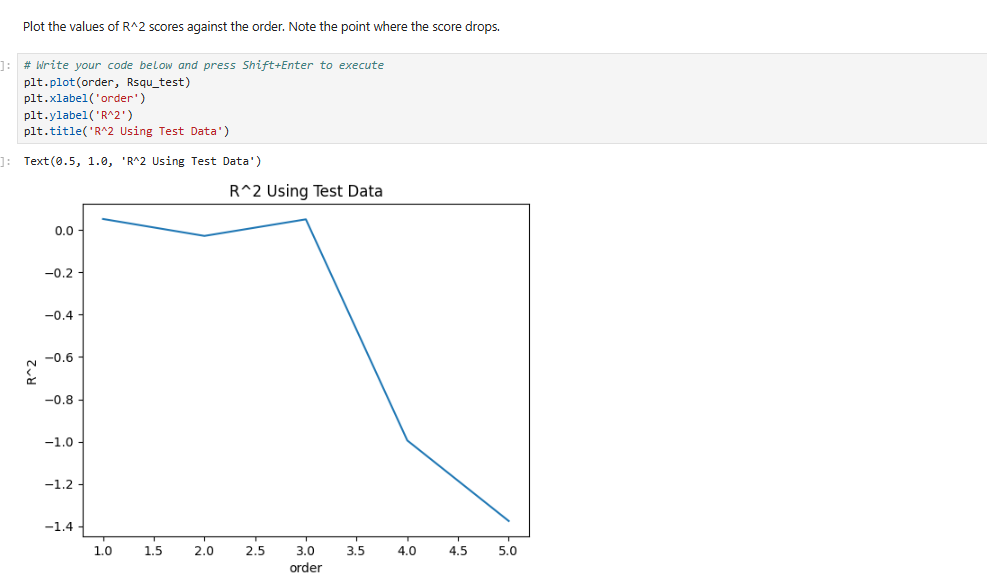 Plot the values of R^2 scores against the order. Note the point where the score drops.
]: # Write your code below and press Shift+Enter to execute
plt.plot(order, Rsqu_test)
plt.xlabel('order')
plt.ylabel('R^2')
plt.title('R^2 Using Test Data')
]: Text(0.5, 1.0, 'R^2 Using Test Data')
R^2 Using Test Data
0.0
−0.2
−0.4
−0.6
−0.8
−1.0
−1.2
−1.4
R^2
1.0 1.5 2.0 2.5 3.0 3.5 4.0 4.5 5.0
order